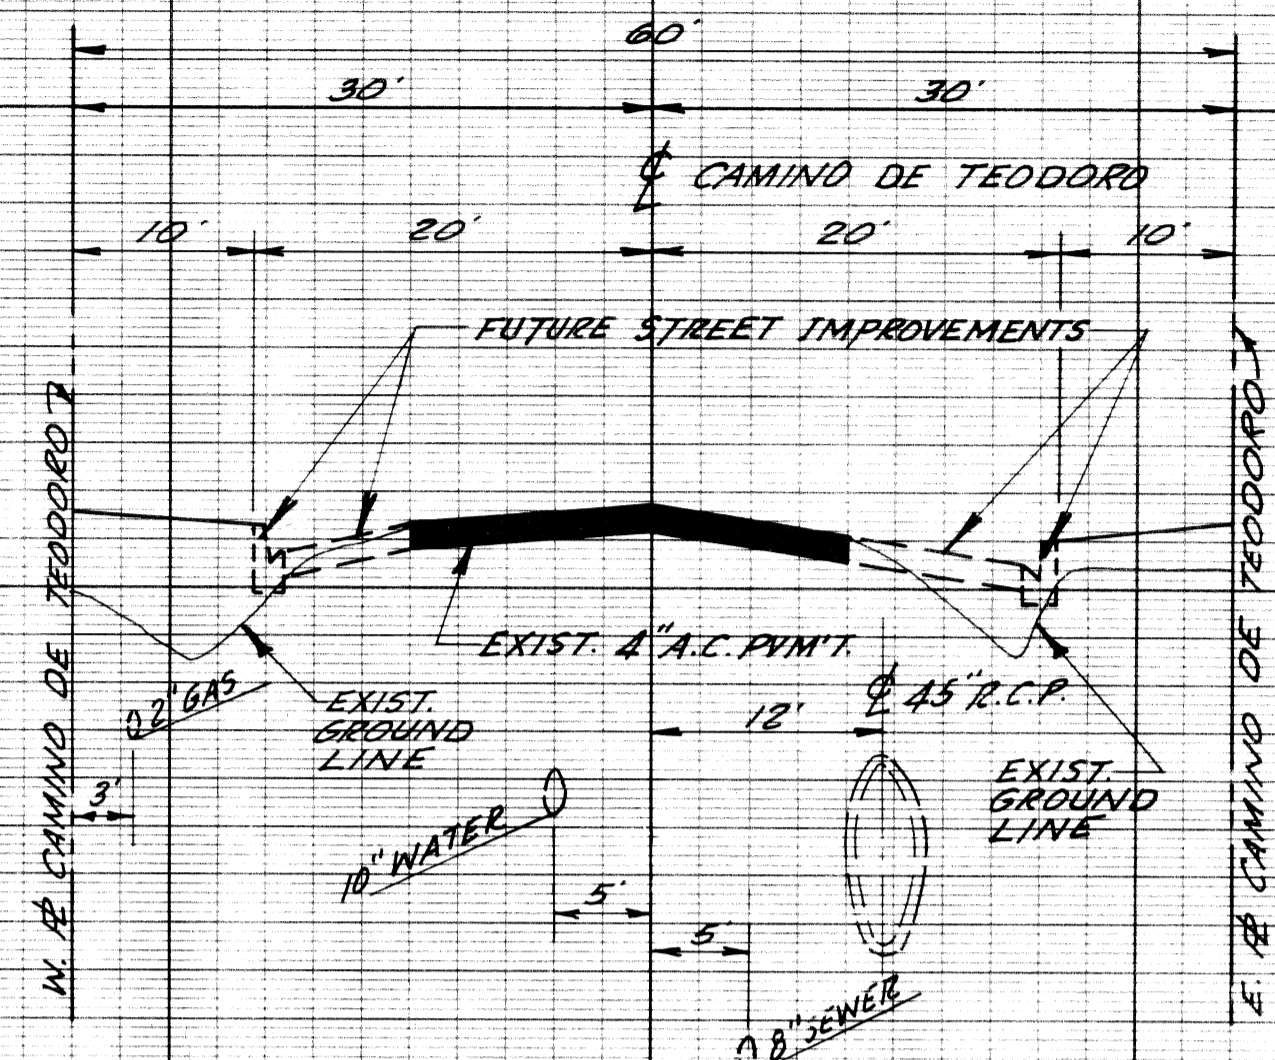 60'
30' 30'
℄ CAMINO DE TEODORO
10' 20' 20' 10'
FUTURE STREET IMPROVEMENTS
W. ⅊ CAMINO DE TEODORO
E. ⅊ CAMINO DE TEODORO
EXIST. 4" A.C. PVM'T.
2" GAS
EXIST.
GROUND
LINE
℄ 45" R.C.P.
12'
3'
EXIST.
GROUND
LINE
10" WATER
5'
5'
8" SEWER